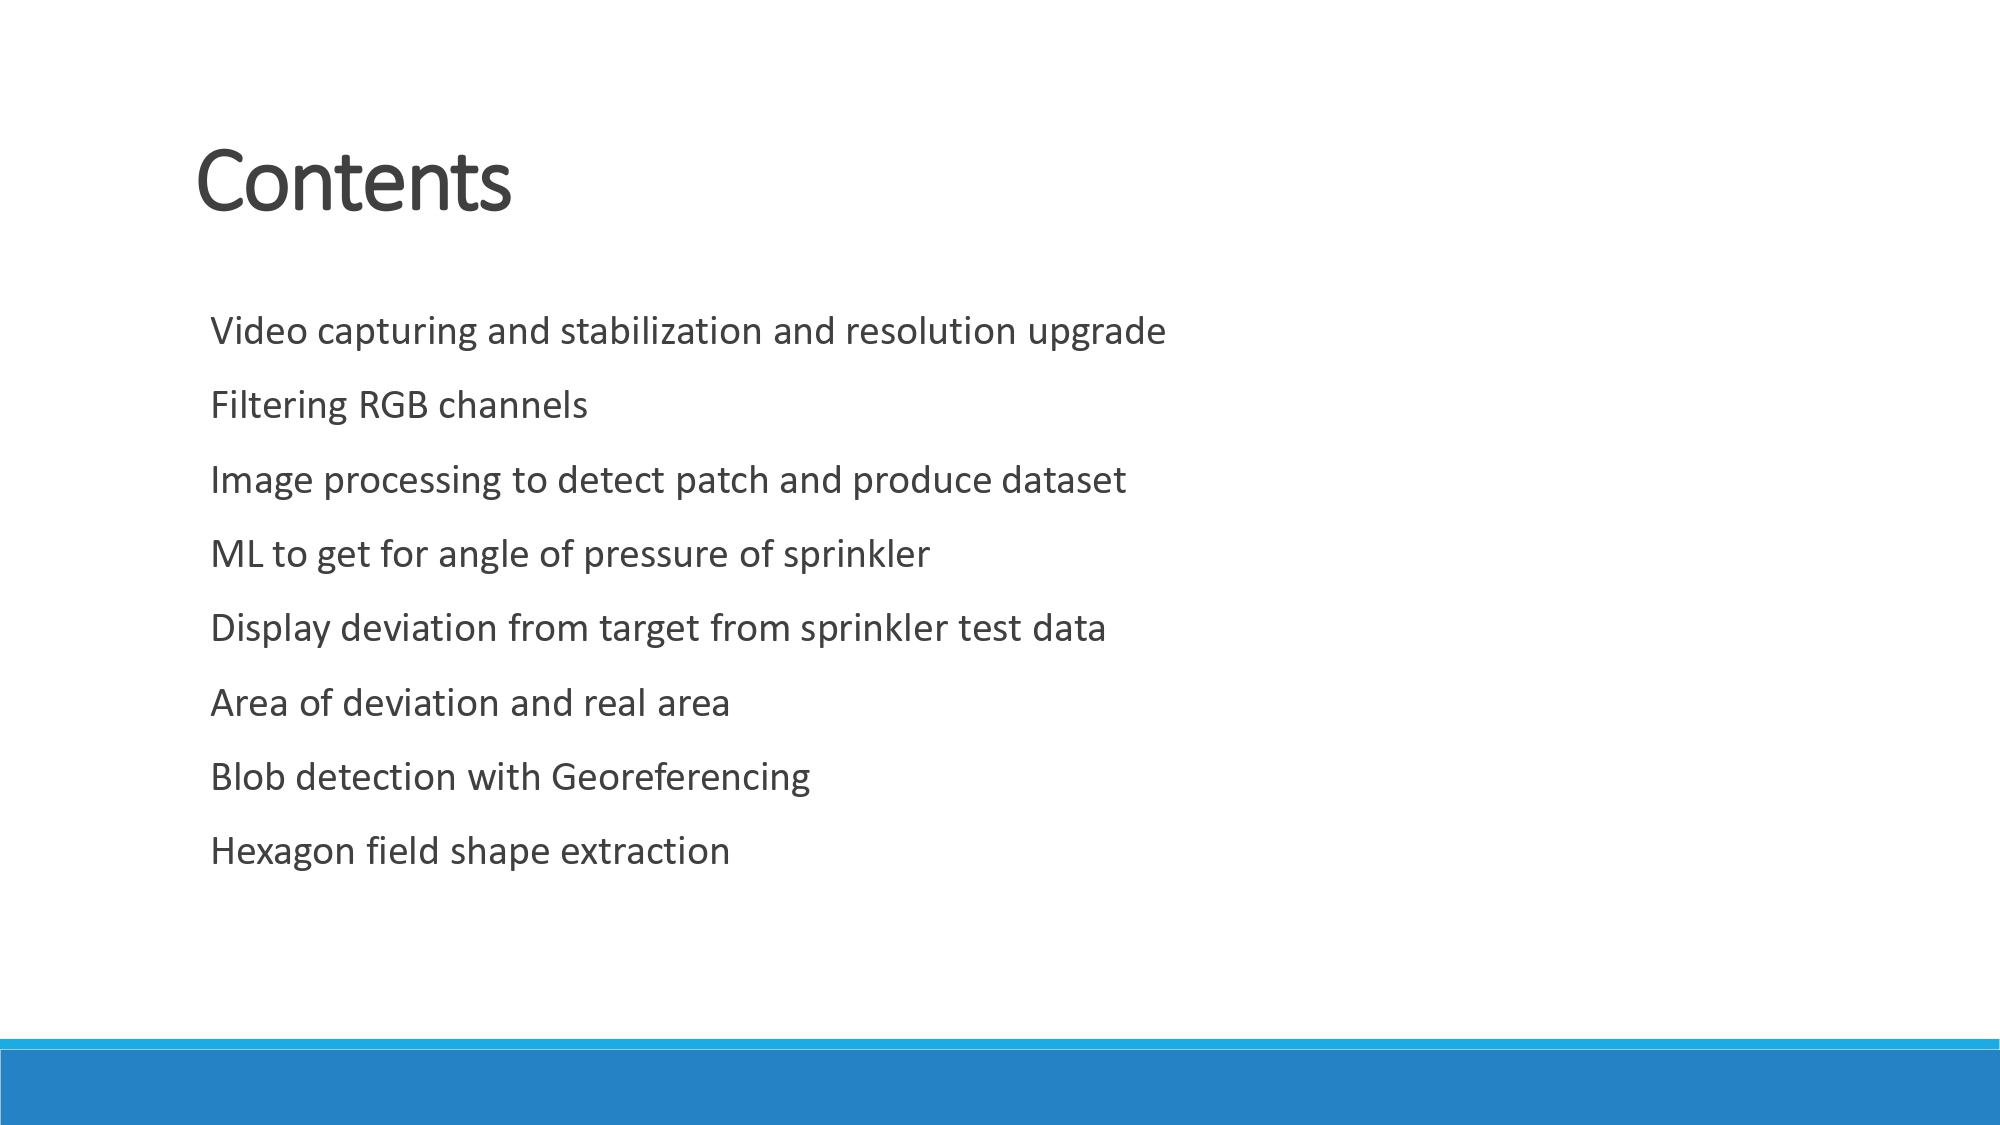 Contents
Video capturing and stabilization and resolution upgrade
Filtering RGB channels
Image processing to detect patch and produce dataset
ML to get for angle of pressure of sprinkler
Display deviation from target from sprinkler test data
Area of deviation and real area
Blob detection with Georeferencing
Hexagon field shape extraction